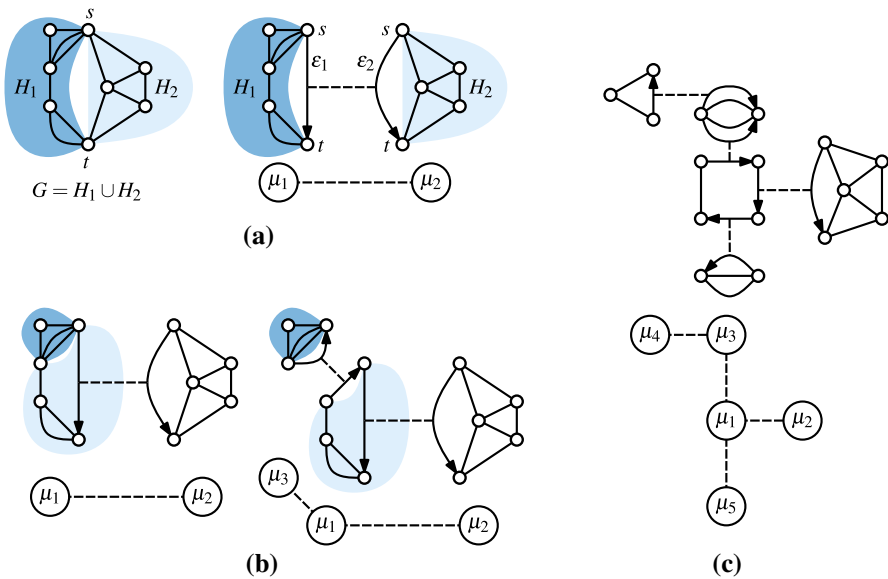 s
H₁ H₂
t
G = H₁ ∪ H₂
s s
H₁ ε₁ ε₂ H₂
t t
μ₁ μ₂
(a)
μ₁ μ₂
μ₃
μ₁ μ₂
(b)
μ₄ μ₃
μ₁ μ₂
μ₅
(c)